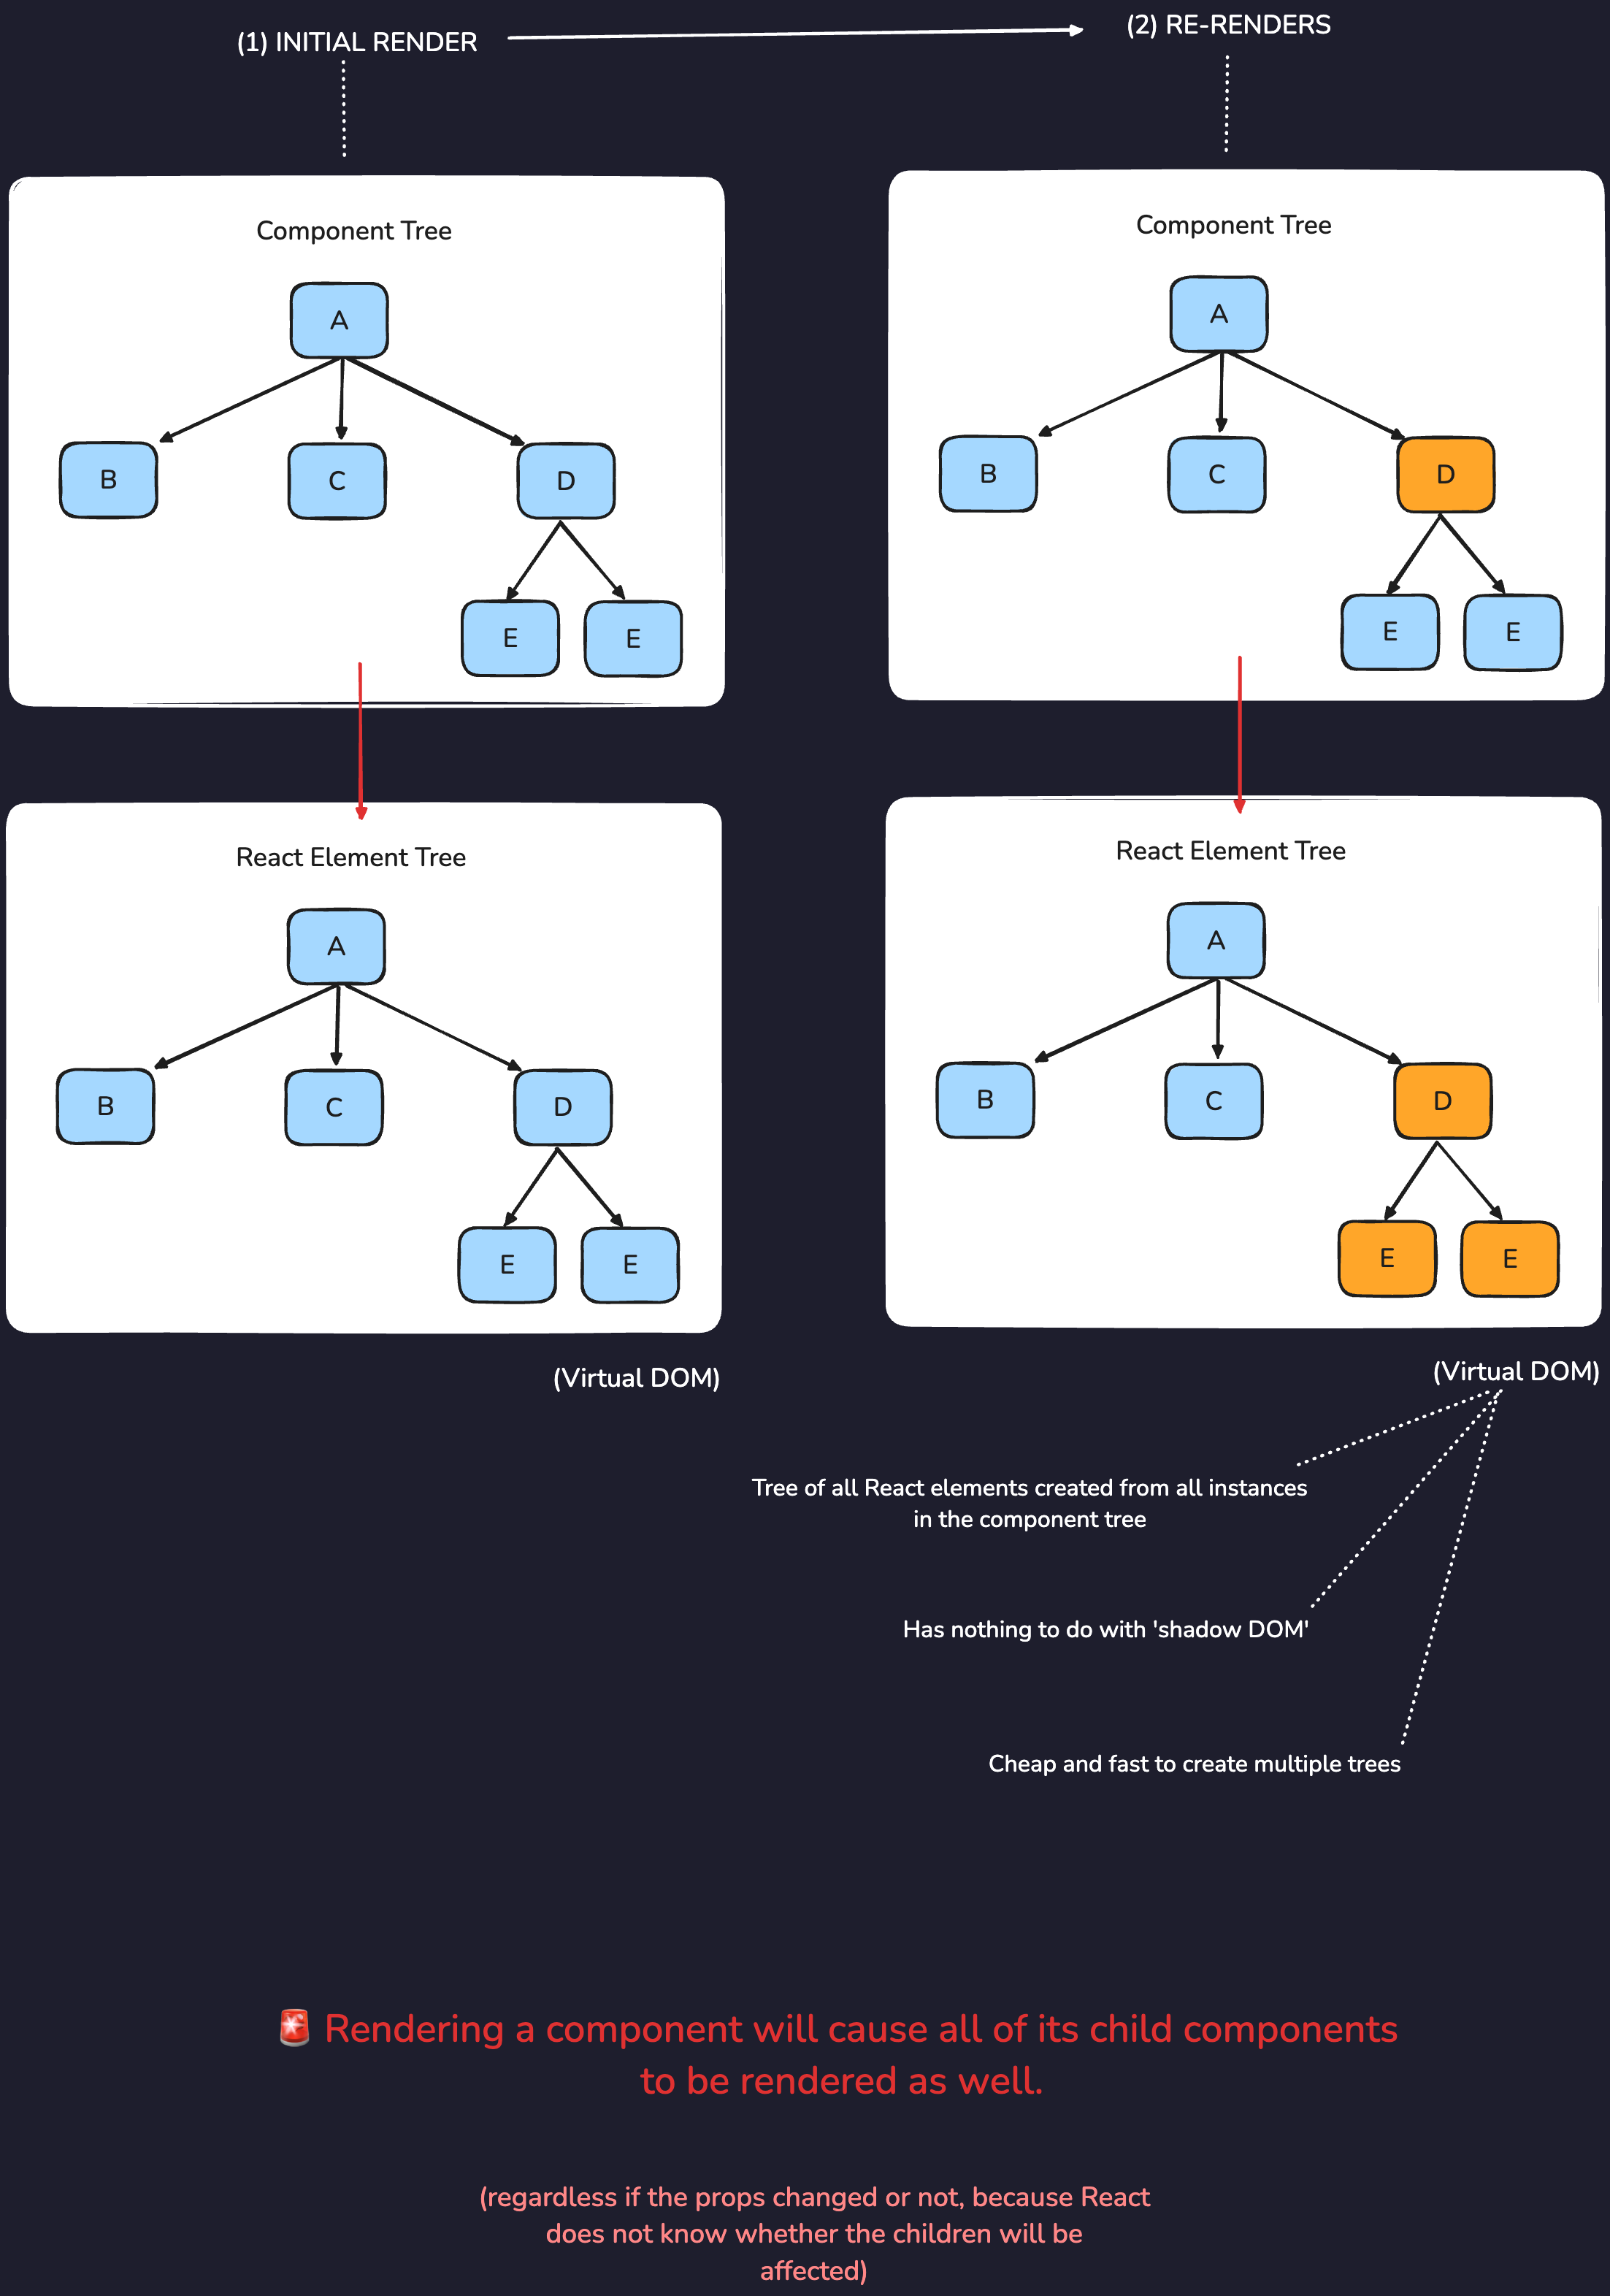 (1) INITIAL RENDER
(2) RE-RENDERS
Component Tree
A
B
C
D
E
E
Component Tree
A
B
C
D
E
E
React Element Tree
A
B
C
D
E
E
(Virtual DOM)
React Element Tree
A
B
C
D
E
E
(Virtual DOM)
Tree of all React elements created from all instances
in the component tree
Has nothing to do with 'shadow DOM'
Cheap and fast to create multiple trees
🚨 Rendering a component will cause all of its child components
to be rendered as well.
(regardless if the props changed or not, because React
does not know whether the children will be
affected)